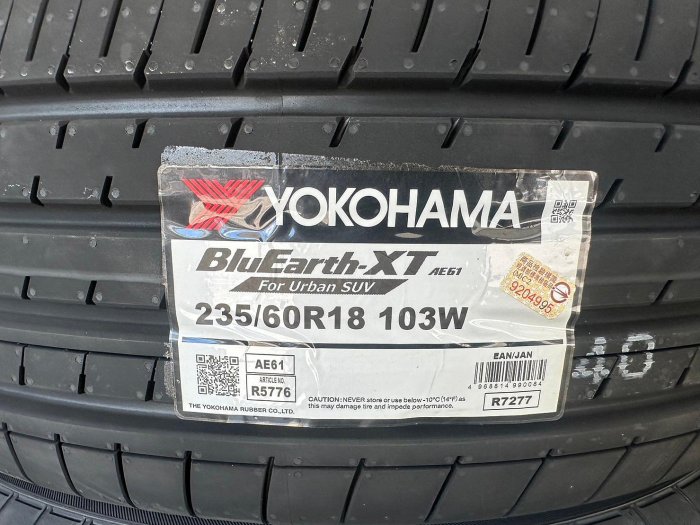 YOKOHAMA
BluEarth-XT AE61
For Urban SUV
235/60R18 103W
9204995
AE61
ARTICLE NO.
R5776
THE YOKOHAMA RUBBER CO.,LTD.
CAUTION: NEVER store or use below -10°C (14°F) as
this may damage tire and impede performance.
EAN/JAN
4 968814 990084
R7277
40